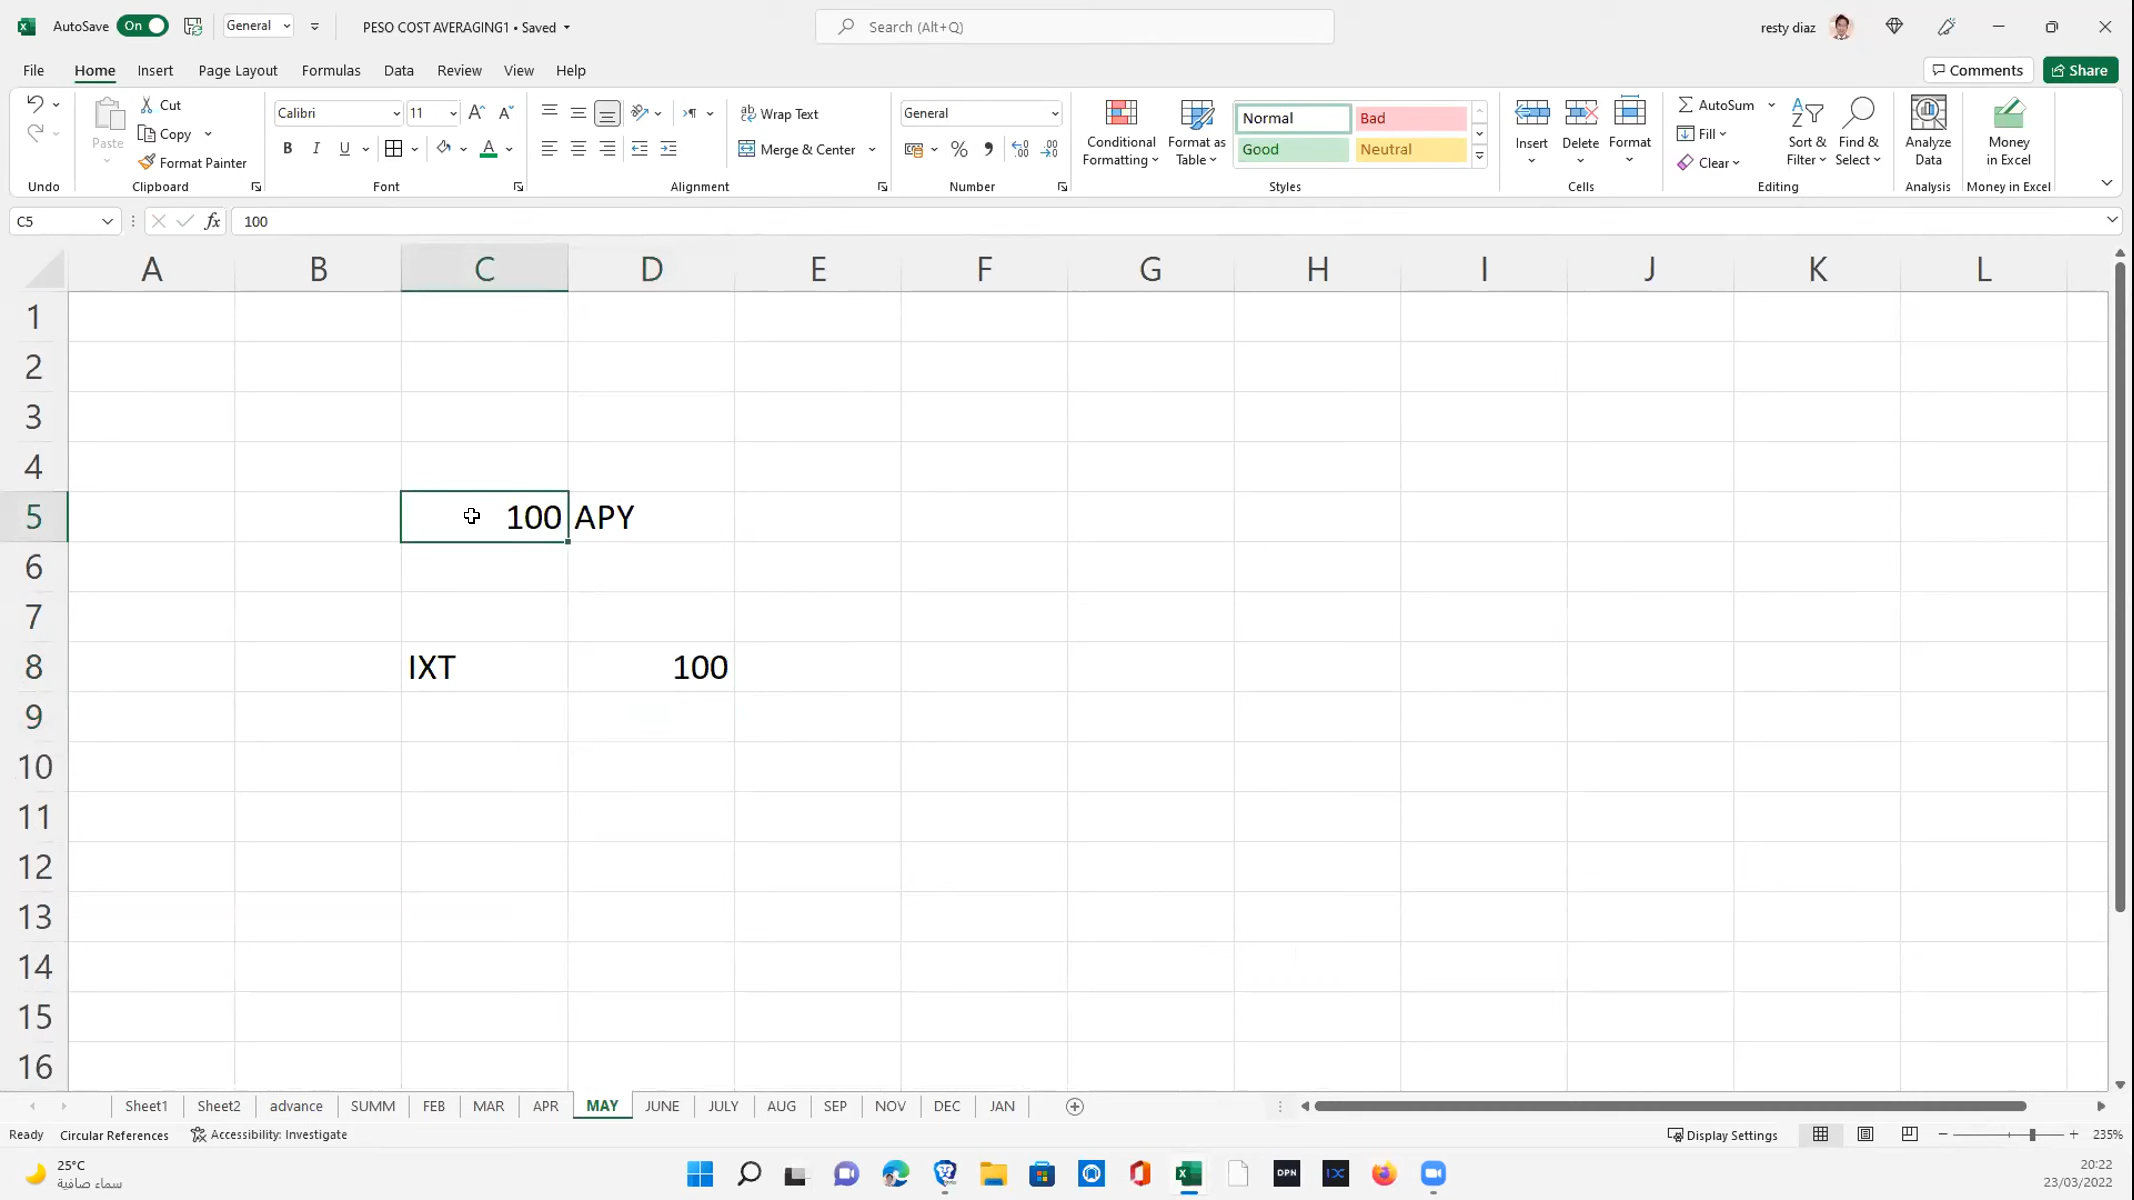 AutoSave On General PESO COST AVERAGING1 • Saved Search (Alt+Q) resty diaz
File Home Insert Page Layout Formulas Data Review View Help Comments Share
Paste
Cut
Copy
Format Painter
Calibri 11
B I U
Wrap Text
Merge & Center
General
Conditional Formatting
Format as Table
Normal Bad
Good Neutral
Insert Delete Format
AutoSum
Fill
Clear
Sort & Filter
Find & Select
Analyze Data
Money in Excel
Undo Clipboard Font Alignment Number Styles Cells Editing Analysis Money in Excel
C5 fx 100
A B C D E F G H I J K L
1
2
3
4
5 100 APY
6
7
8 IXT 100
9
10
11
12
13
14
15
16
Sheet1 Sheet2 advance SUMM FEB MAR APR MAY JUNE JULY AUG SEP NOV DEC JAN
Ready Circular References Accessibility: Investigate Display Settings 235%
25°C
سماء صافية
DPN
IX
20:22
23/03/2022